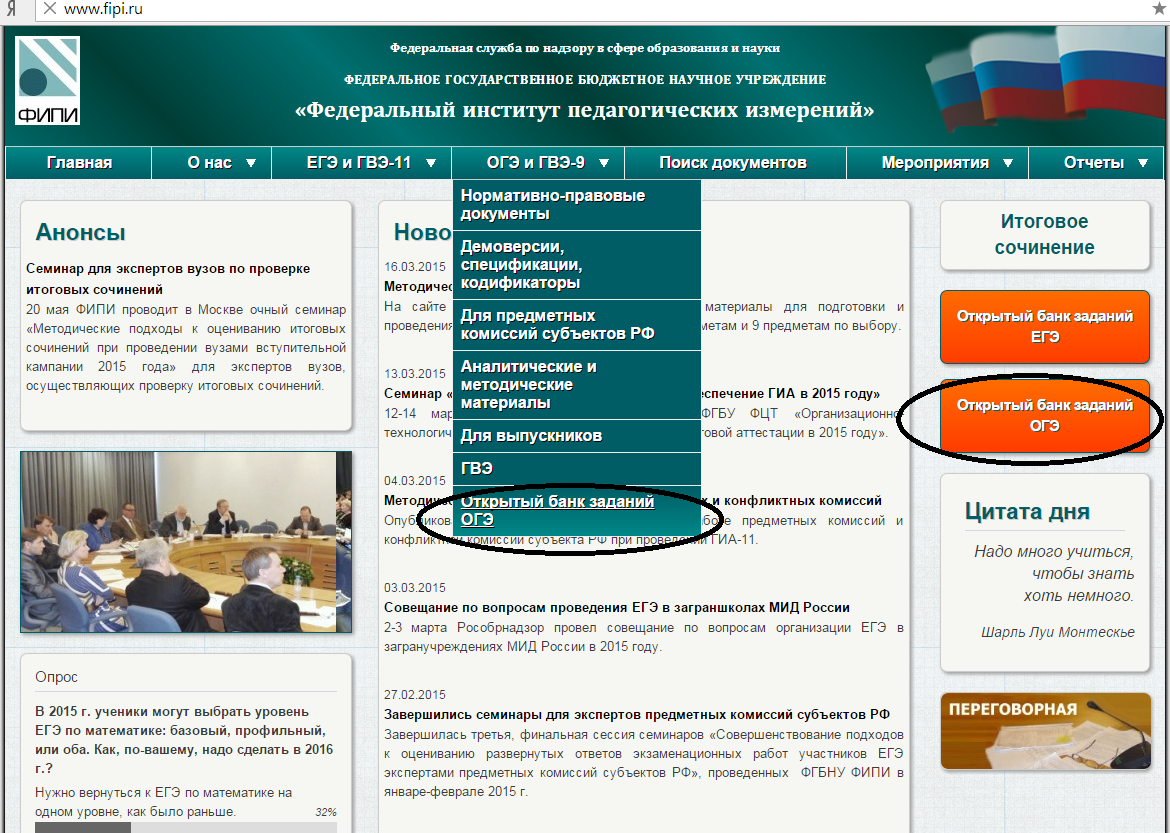 Я
www.fipi.ru
ФИПИ
Федеральная служба по надзору в сфере образования и науки
ФЕДЕРАЛЬНОЕ ГОСУДАРСТВЕННОЕ БЮДЖЕТНОЕ НАУЧНОЕ УЧРЕЖДЕНИЕ
«Федеральный институт педагогических измерений»
Главная
О нас
ЕГЭ и ГВЭ-11
ОГЭ и ГВЭ-9
Поиск документов
Мероприятия
Отчеты
Нормативно-правовые
документы
Демоверсии,
спецификации,
кодификаторы
Для предметных
комиссий субъектов РФ
Аналитические и
методические
материалы
Для выпускников
ГВЭ
Открытый банк заданий
ОГЭ
Анонсы
Семинар для экспертов вузов по проверке
итоговых сочинений
20 мая ФИПИ проводит в Москве очный семинар
«Методические подходы к оцениванию итоговых
сочинений при проведении вузами вступительной
кампании 2015 года» для экспертов вузов,
осуществляющих проверку итоговых сочинений.
Опрос
В 2015 г. ученики могут выбрать уровень
ЕГЭ по математике: базовый, профильный,
или оба. Как, по-вашему, надо сделать в 2016
г.?
Нужно вернуться к ЕГЭ по математике на
одном уровне, как было раньше. 32%
Ново
16.03.2015
Методичес
На сайте материалы для подготовки и
проведения метам и 9 предметам по выбору.
13.03.2015
Семинар « еспечение ГИА в 2015 году»
12-14 мар ФГБУ ФЦТ «Организационно-
технологич овой аттестации в 2015 году».
04.03.2015
Методичес х и конфликтных комиссий
Опубликова боте предметных комиссий и
конфликтн комиссий субъекта РФ при проведении ГИА-11.
03.03.2015
Совещание по вопросам проведения ЕГЭ в заграншколах МИД России
2-3 марта Рособрнадзор провел совещание по вопросам организации ЕГЭ в
загранучреждениях МИД России в 2015 году.
27.02.2015
Завершились семинары для экспертов предметных комиссий субъектов РФ
Завершилась третья, финальная сессия семинаров «Совершенствование подходов
к оцениванию развернутых ответов экзаменационных работ участников ЕГЭ
экспертами предметных комиссий субъектов РФ», проведенных ФГБНУ ФИПИ в
январе-феврале 2015 г.
Итоговое
сочинение
Открытый банк заданий
ЕГЭ
Открытый банк заданий
ОГЭ
Цитата дня
Надо много учиться,
чтобы знать
хоть немного.
Шарль Луи Монтескье
ПЕРЕГОВОРНАЯ